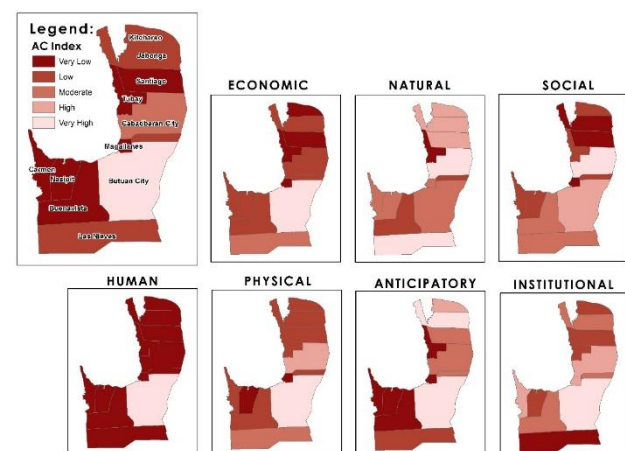 Legend:
AC Index
Very Low
Low
Moderate
High
Very High
Kitcharao
Jabonga
Santiago
Tubay
Cabadbaran City
Magallanes
Carmen
Nasipit
Butuan City
Buenavista
Las Nieves
ECONOMIC
NATURAL
SOCIAL
HUMAN
PHYSICAL
ANTICIPATORY
INSTITUTIONAL